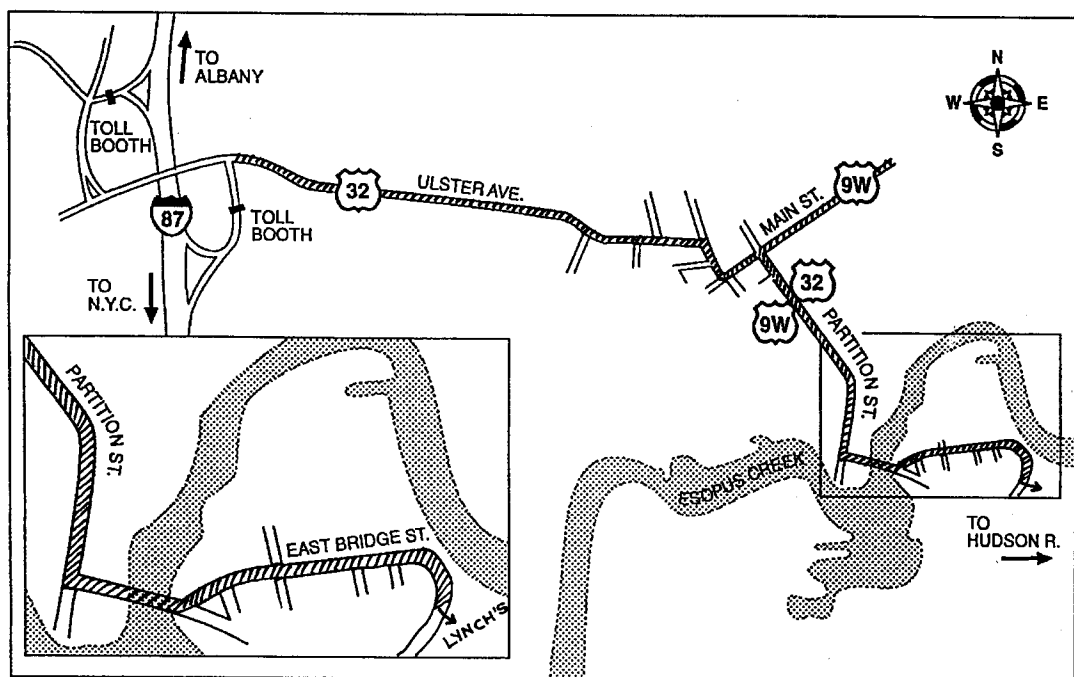 TO
ALBANY
N
W
E
S
TOLL
BOOTH
32
ULSTER AVE.
9W
MAIN ST.
87
TOLL
BOOTH
TO
N.Y.C.
32
9W
PARTITION ST.
PARTITION ST.
ESOPUS CREEK
EAST BRIDGE ST.
TO
HUDSON R.
LYNCH'S